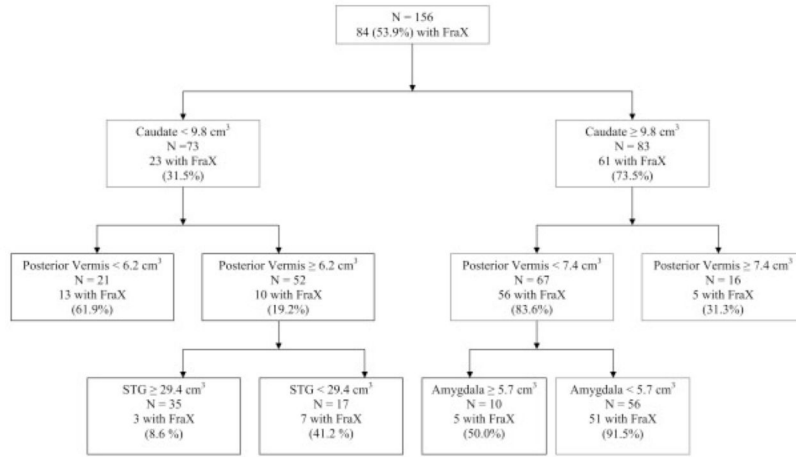 N = 156
84 (53.9%) with FraX
Caudate < 9.8 cm³
N =73
23 with FraX
(31.5%)
Caudate ≥ 9.8 cm³
N = 83
61 with FraX
(73.5%)
Posterior Vermis < 6.2 cm³
N = 21
13 with FraX
(61.9%)
Posterior Vermis ≥ 6.2 cm³
N = 52
10 with FraX
(19.2%)
Posterior Vermis < 7.4 cm³
N = 67
56 with FraX
(83.6%)
Posterior Vermis ≥ 7.4 cm³
N = 16
5 with FraX
(31.3%)
STG ≥ 29.4 cm³
N = 35
3 with FraX
(8.6 %)
STG < 29.4 cm³
N = 17
7 with FraX
(41.2 %)
Amygdala ≥ 5.7 cm³
N = 10
5 with FraX
(50.0%)
Amygdala < 5.7 cm³
N = 56
51 with FraX
(91.5%)